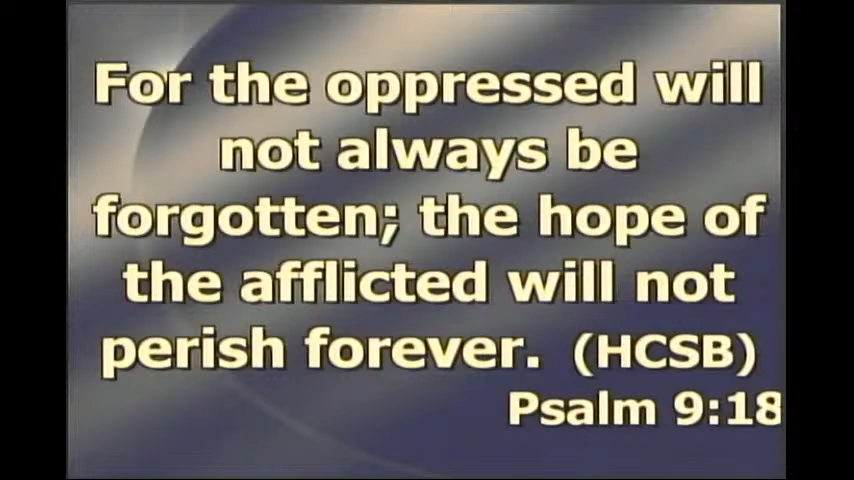 For the oppressed will
not always be
forgotten; the hope of
the afflicted will not
perish forever. (HCSB)
Psalm 9:18